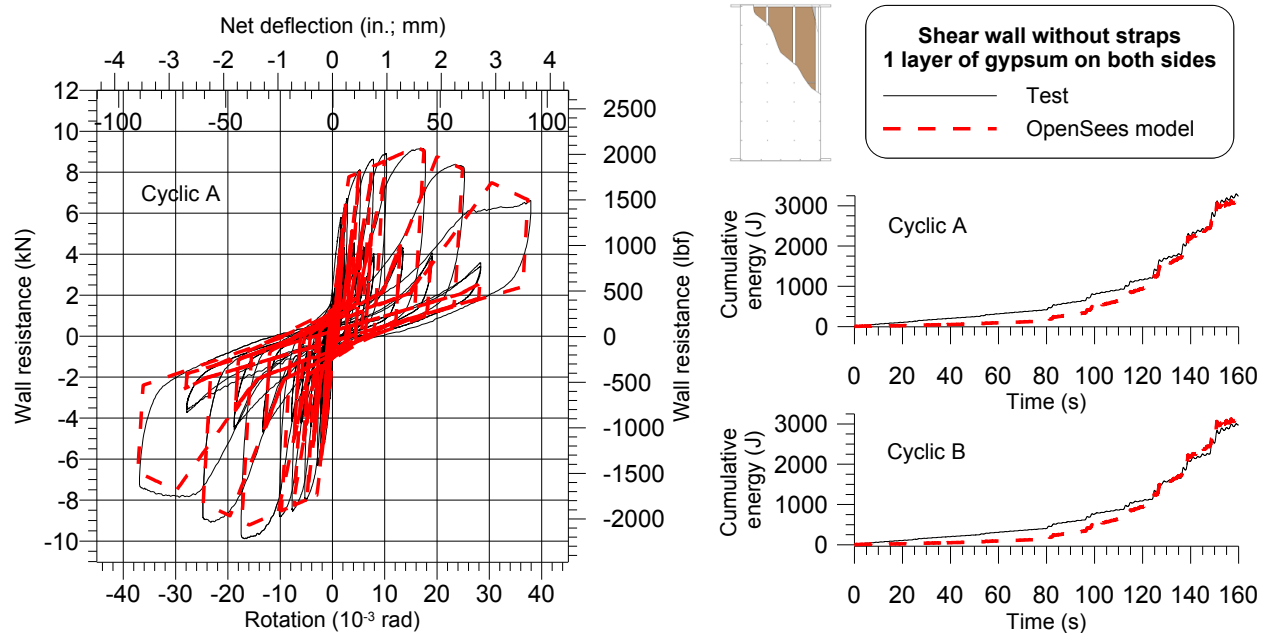 Net deflection (in.; mm)
-4 -3 -2 -1 0 1 2 3 4
-100 -50 0 50 100
12
10
8
6
4
2
0
-2
-4
-6
-8
-10
Wall resistance (kN)
Cyclic A
2500
2000
1500
1000
500
0
-500
-1000
-1500
-2000
Wall resistance (lbf)
-40 -30 -20 -10 0 10 20 30 40
Rotation (10⁻³ rad)
Shear wall without straps
1 layer of gypsum on both sides
Test
OpenSees model
Cumulative
energy (J)
3000
2000
1000
0
Cyclic A
0 20 40 60 80 100 120 140 160
Time (s)
Cumulative
energy (J)
3000
2000
1000
0
Cyclic B
0 20 40 60 80 100 120 140 160
Time (s)